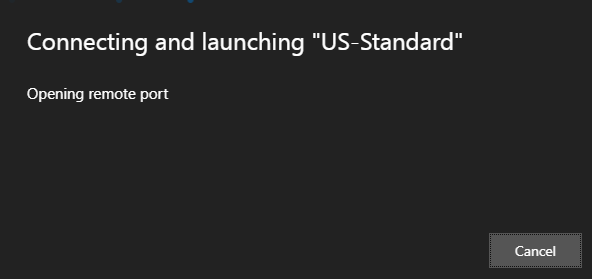 Connecting and launching "US-Standard"
Opening remote port
Cancel